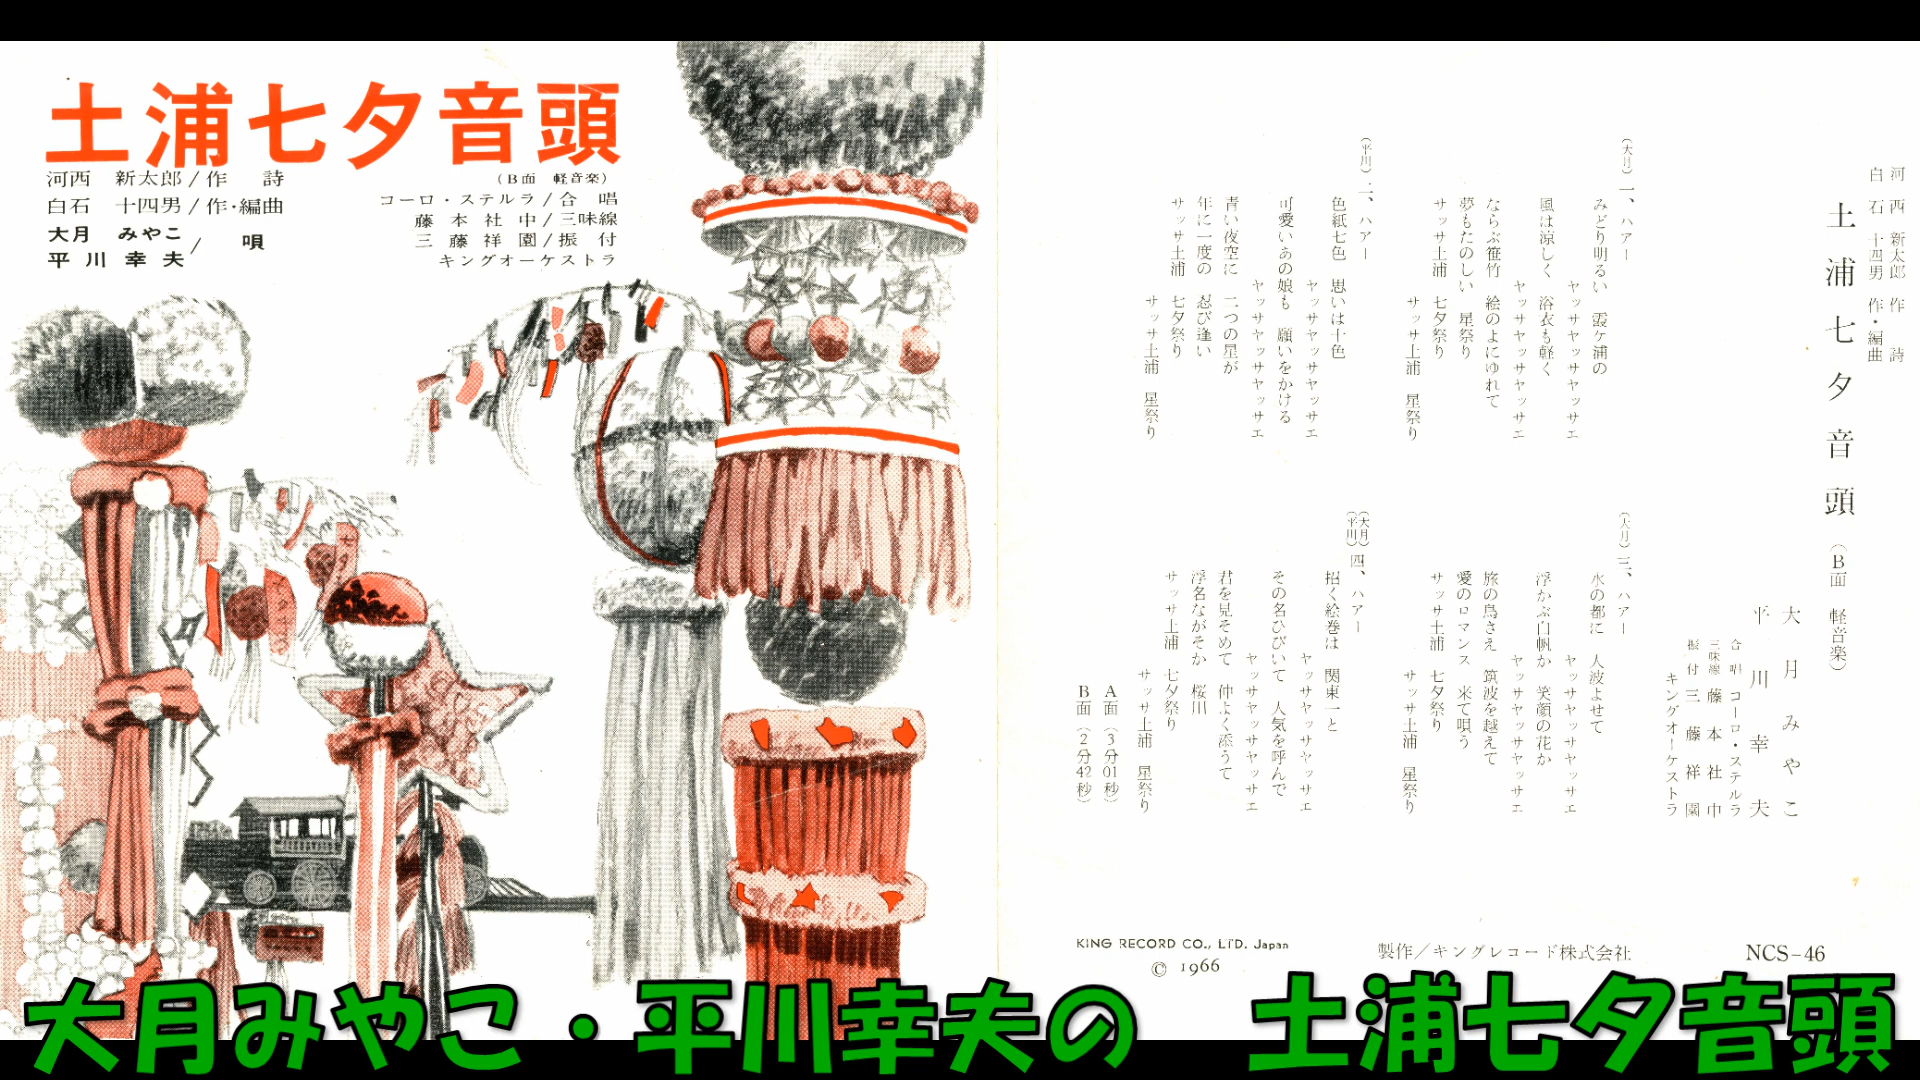 土浦七夕音頭
河西 新太郎/作 詩
白石 十四男/作・編曲
大月 みやこ
平川 幸夫/ 唄
(B面 軽音楽)
コーロ・ステルラ/合唱
藤本社中/三味線
三藤祥園/振付
キングオーケストラ
河西 新太郎 作 詩
白石 十四男 作・編曲
土浦七夕音頭 (B面 軽音楽)
大月みやこ
平川幸夫
合唱 コーロ・ステルラ
三味線 藤本社中
振付 三藤祥園
キングオーケストラ
(大月) 一、ハアー
みどり明るい 霞ケ浦の
ヤッサヤッサヤッサエ
風は涼しく 浴衣も軽く
ヤッサヤッサヤッサエ
ならぶ笹竹 絵のよにゆれて
夢もたのしい 星祭り
サッサ土浦 七夕祭り
サッサ土浦 星祭り
(平川) 二、ハアー
色紙七色 思いは十色
ヤッサヤッサヤッサエ
可愛いあの娘も 願いをかける
ヤッサヤッサヤッサエ
青い夜空に 二つの星が
年に一度の 忍び逢い
サッサ土浦 七夕祭り
サッサ土浦 星祭り
(大月) 三、ハアー
水の都に 人波よせて
ヤッサヤッサヤッサエ
浮かぶ白帆か 笑顔の花か
ヤッサヤッサヤッサエ
旅の鳥さえ 筑波を越えて
愛のロマンス 来て唄う
サッサ土浦 七夕祭り
サッサ土浦 星祭り
(大月)
(平川) 四、ハアー
招く絵巻は 関東一と
ヤッサヤッサヤッサエ
その名ひびいて 人気を呼んで
ヤッサヤッサヤッサエ
君を見そめて 仲よく添うて
浮名ながそか 桜川
サッサ土浦 七夕祭り
サッサ土浦 星祭り
A面(3分01秒)
B面(2分42秒)
KING RECORD CO., LTD. Japan
© 1966
製作/キングレコード株式会社
NCS-46
大月みやこ・平川幸夫の 土浦七夕音頭